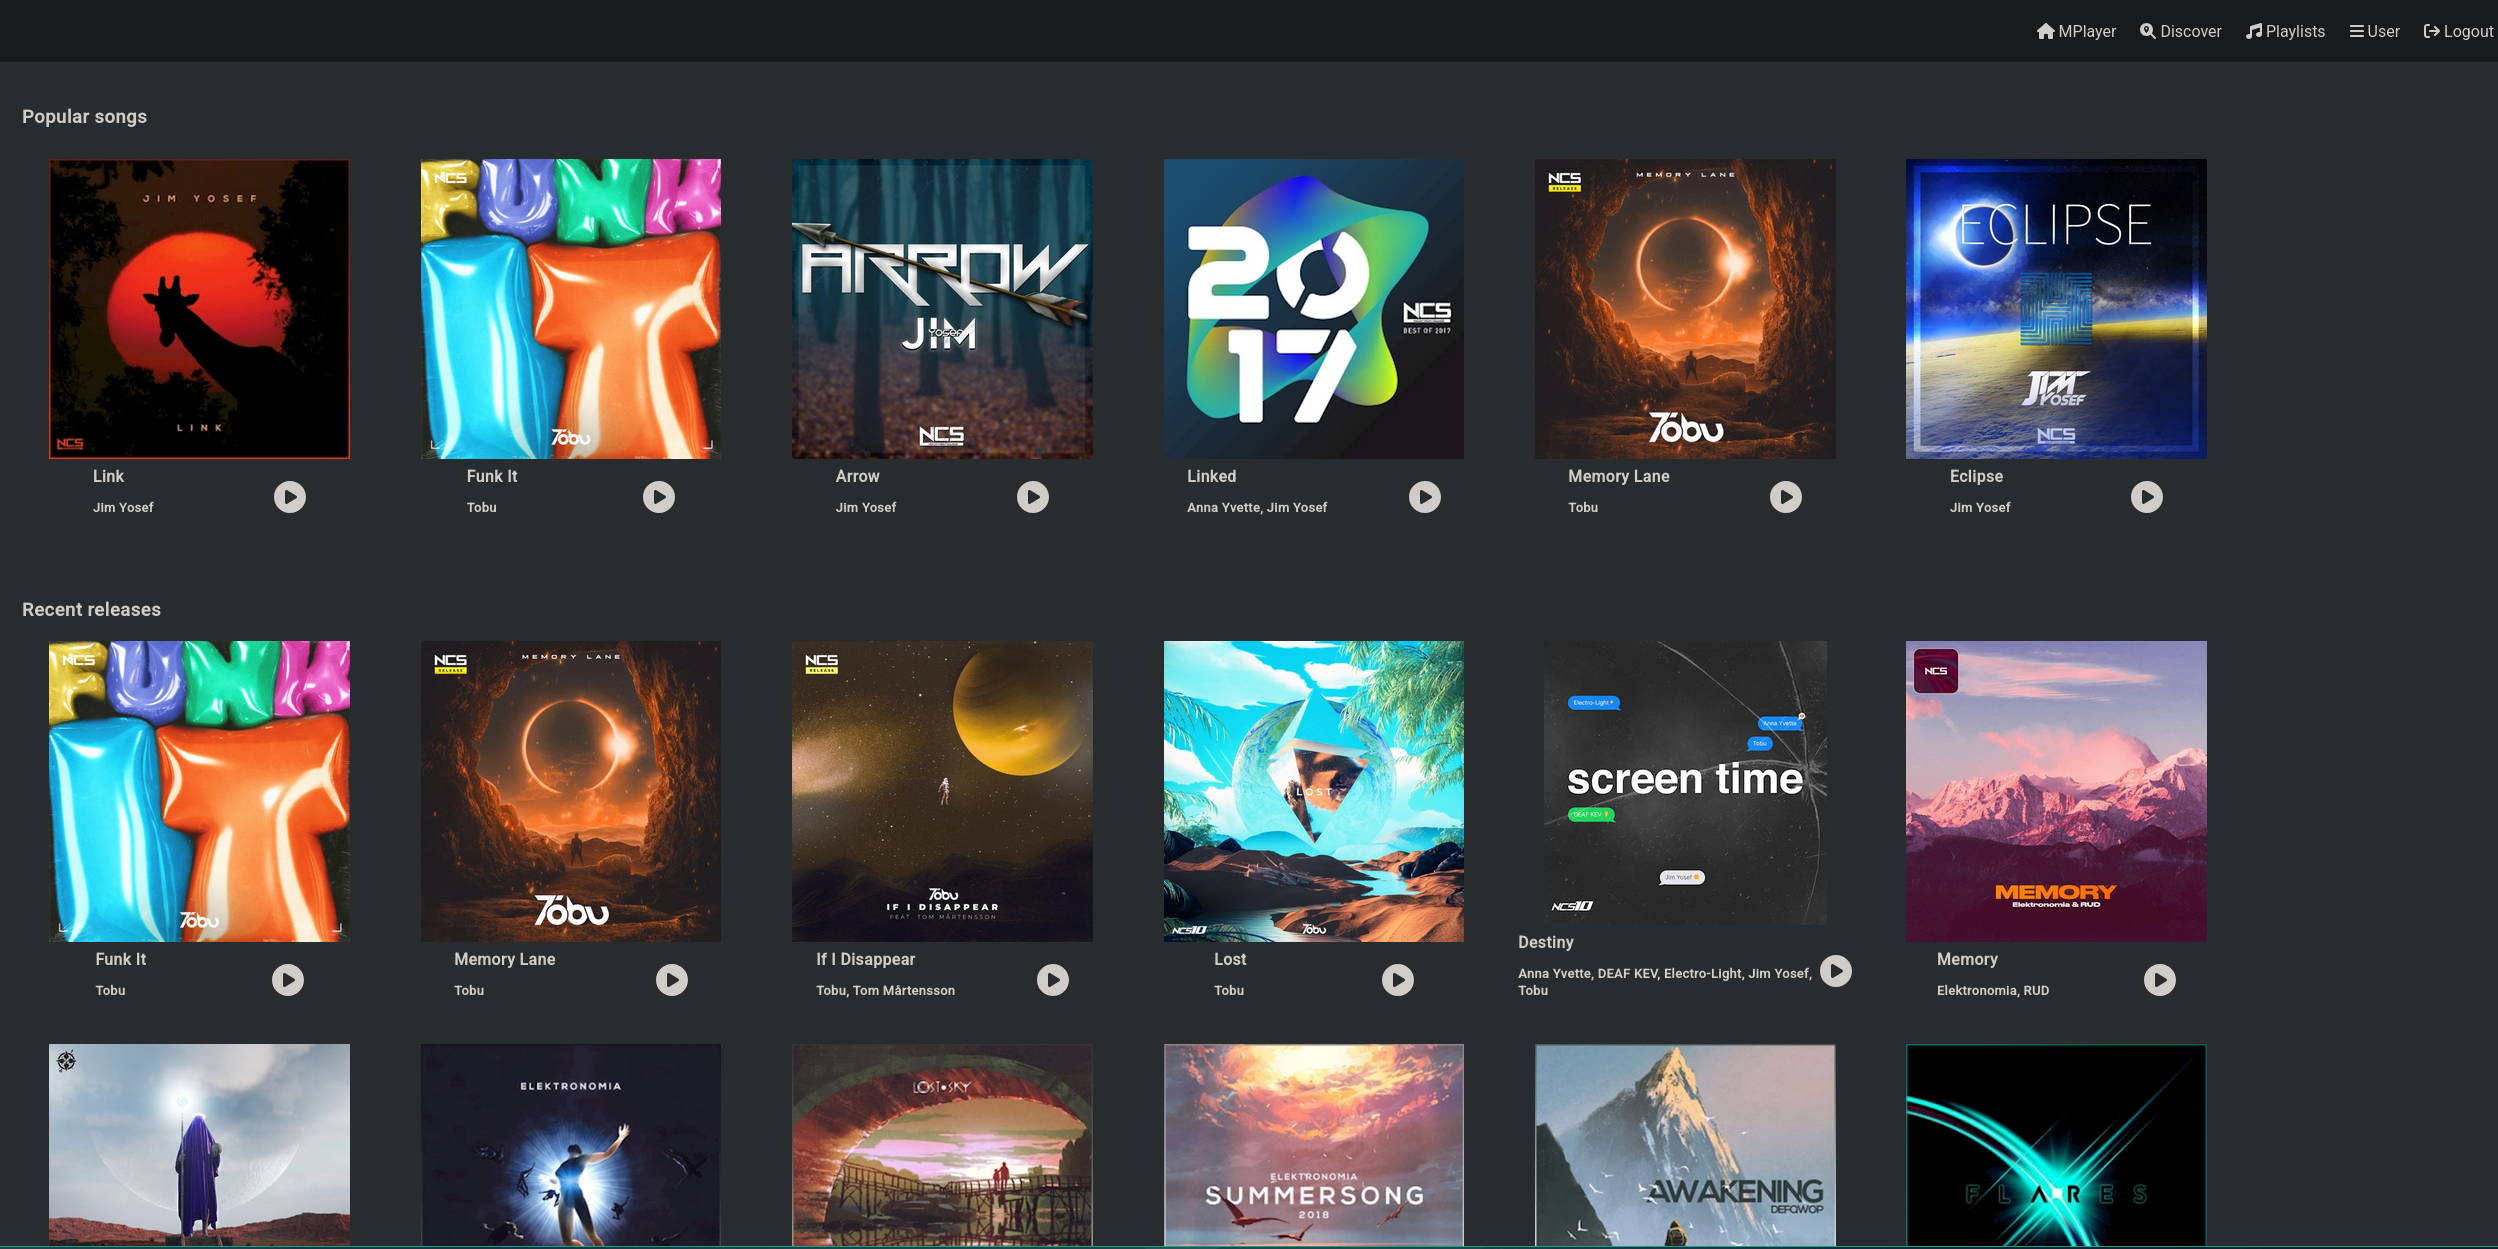 MPlayer Discover Playlists User Logout
Popular songs
JIM YOSEF
LINK
NCS
NCS
FUNK
IT
Tobu
ARROW
JIM
YOSEF
NCS
2017
NCS
BEST OF 2017
NCS
RELEASE
MEMORY LANE
Tobu
ECLIPSE
JIM
YOSEF
NCS
Link
Jim Yosef
Funk It
Tobu
Arrow
Jim Yosef
Linked
Anna Yvette, Jim Yosef
Memory Lane
Tobu
Eclipse
Jim Yosef
Recent releases
NCS
FUNK
IT
Tobu
NCS
RELEASE
MEMORY LANE
Tobu
NCS
RELEASE
Tobu
IF I DISAPPEAR
FEAT. TOM MÅRTENSSON
NCS10
LOST
NCS10
Tobu
Electro-Light
Anna Yvette
Tobu
screen time
DEAF KEV
Jim Yosef
NCS10
NCS
MEMORY
Elektronomia & RUD
Funk It
Tobu
Memory Lane
Tobu
If I Disappear
Tobu, Tom Mårtensson
Lost
Tobu
Destiny
Anna Yvette, DEAF KEV, Electro-Light, Jim Yosef,
Tobu
Memory
Elektronomia, RUD
ELEKTRONOMIA
LOST SKY
ELEKTRONOMIA
SUMMERSONG
2018
AWAKENING
DEFQWOP
FLARES